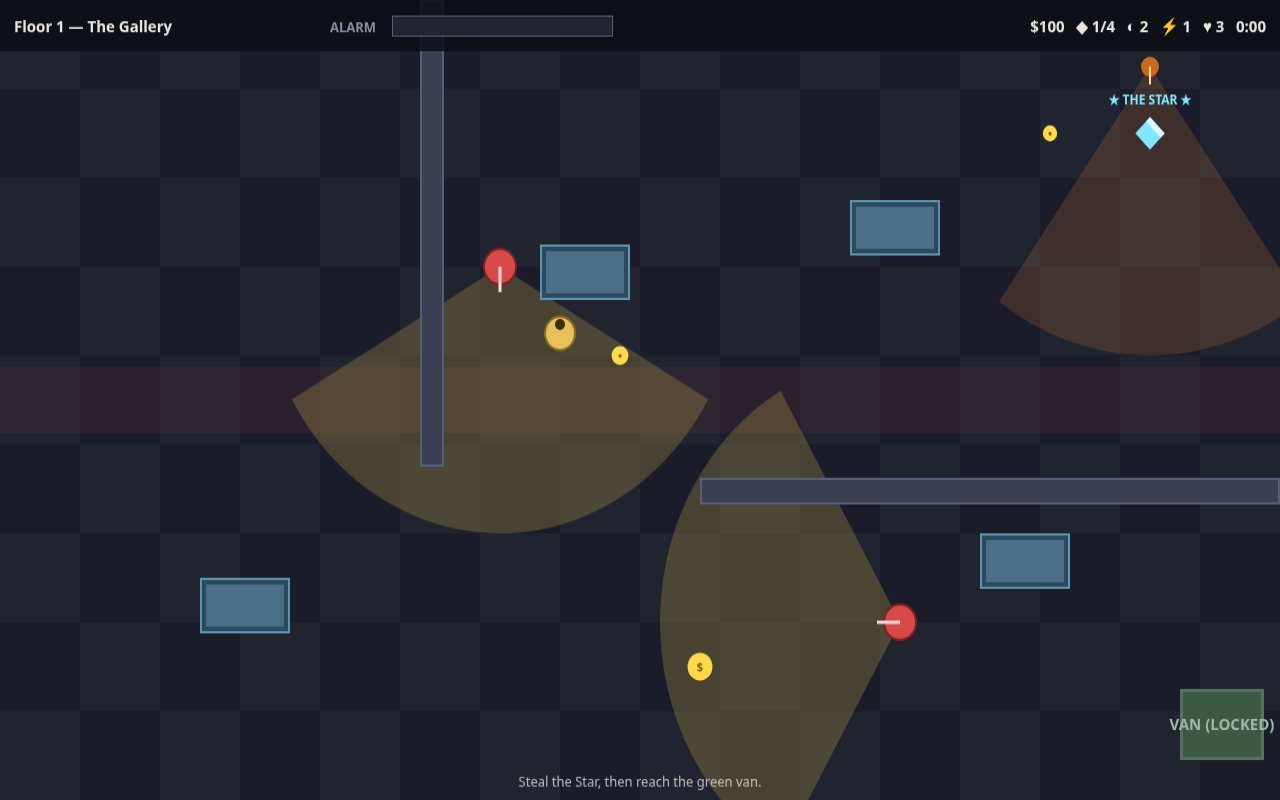 Floor 1 — The Gallery
ALARM
$100 ◆ 1/4 ◖ 2 ⚡ 1 ♥ 3 0:00
★ THE STAR ★
$
VAN (LOCKED)
Steal the Star, then reach the green van.